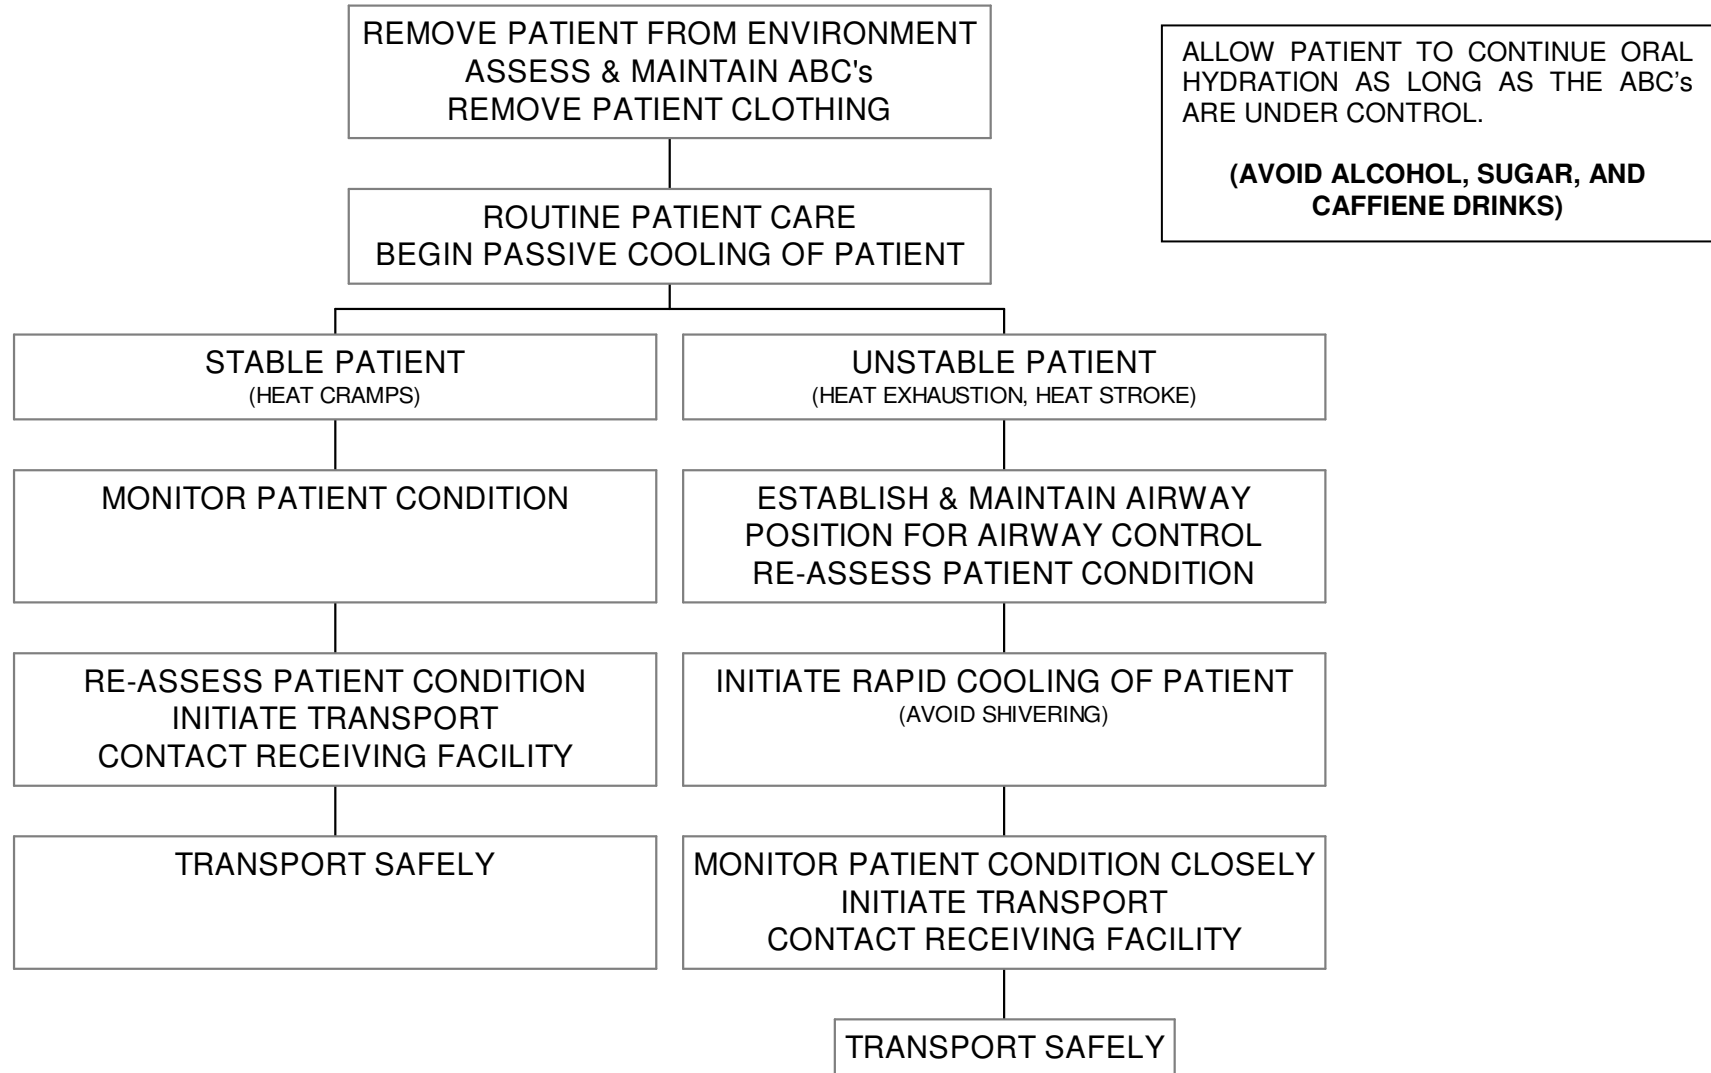 REMOVE PATIENT FROM ENVIRONMENT
ASSESS & MAINTAIN ABC's
REMOVE PATIENT CLOTHING
ALLOW PATIENT TO CONTINUE ORAL
HYDRATION AS LONG AS THE ABC's
ARE UNDER CONTROL.
(AVOID ALCOHOL, SUGAR, AND
CAFFIENE DRINKS)
ROUTINE PATIENT CARE
BEGIN PASSIVE COOLING OF PATIENT
STABLE PATIENT
(HEAT CRAMPS)
UNSTABLE PATIENT
(HEAT EXHAUSTION, HEAT STROKE)
MONITOR PATIENT CONDITION
ESTABLISH & MAINTAIN AIRWAY
POSITION FOR AIRWAY CONTROL
RE-ASSESS PATIENT CONDITION
RE-ASSESS PATIENT CONDITION
INITIATE TRANSPORT
CONTACT RECEIVING FACILITY
INITIATE RAPID COOLING OF PATIENT
(AVOID SHIVERING)
TRANSPORT SAFELY
MONITOR PATIENT CONDITION CLOSELY
INITIATE TRANSPORT
CONTACT RECEIVING FACILITY
TRANSPORT SAFELY